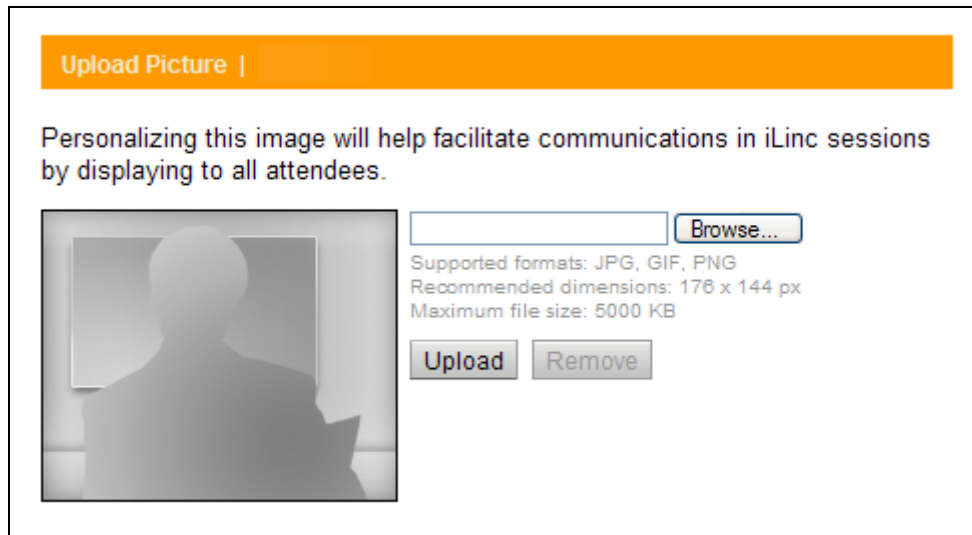 Upload Picture |
Personalizing this image will help facilitate communications in iLinc sessions
by displaying to all attendees.
Browse...
Supported formats: JPG, GIF, PNG
Recommended dimensions: 176 x 144 px
Maximum file size: 5000 KB
Upload Remove